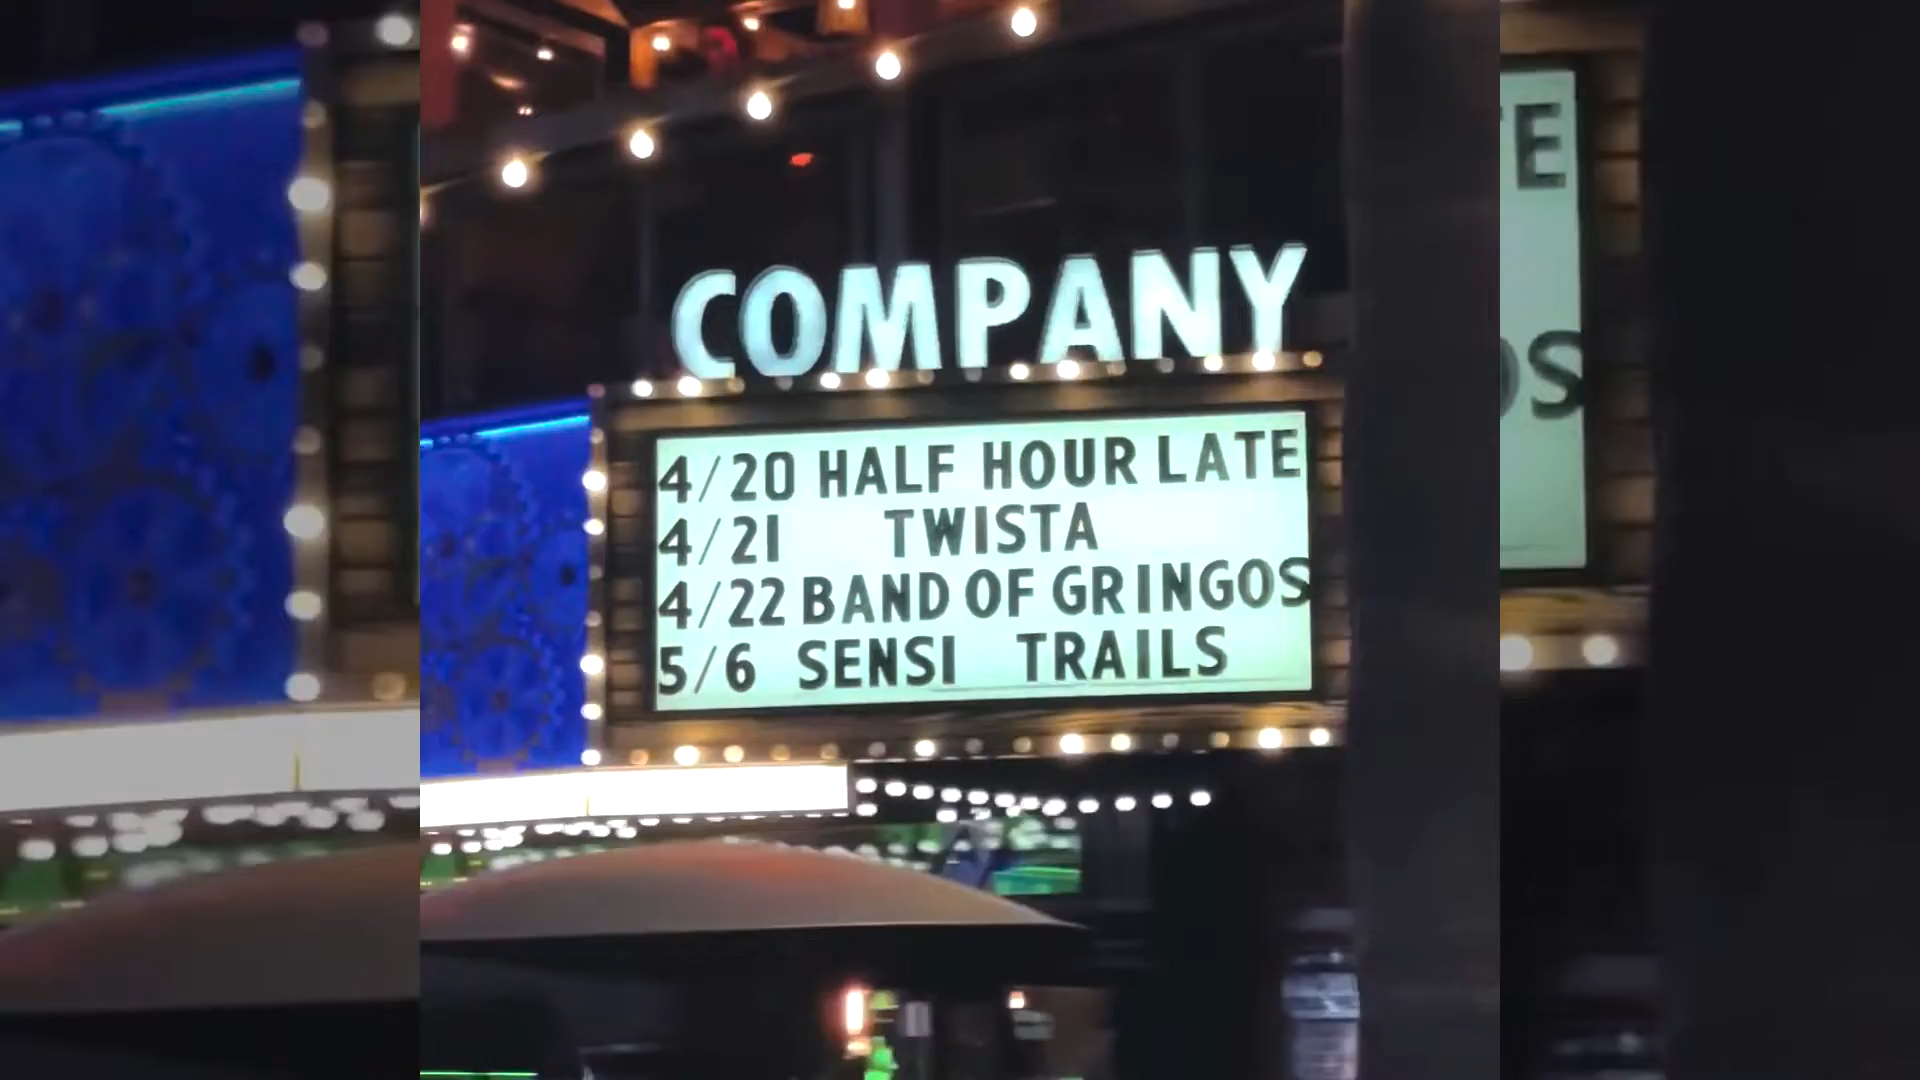 COMPANY
4/20 HALF HOUR LATE
4/21 TWISTA
4/22 BAND OF GRINGOS
5/6 SENSI TRAILS